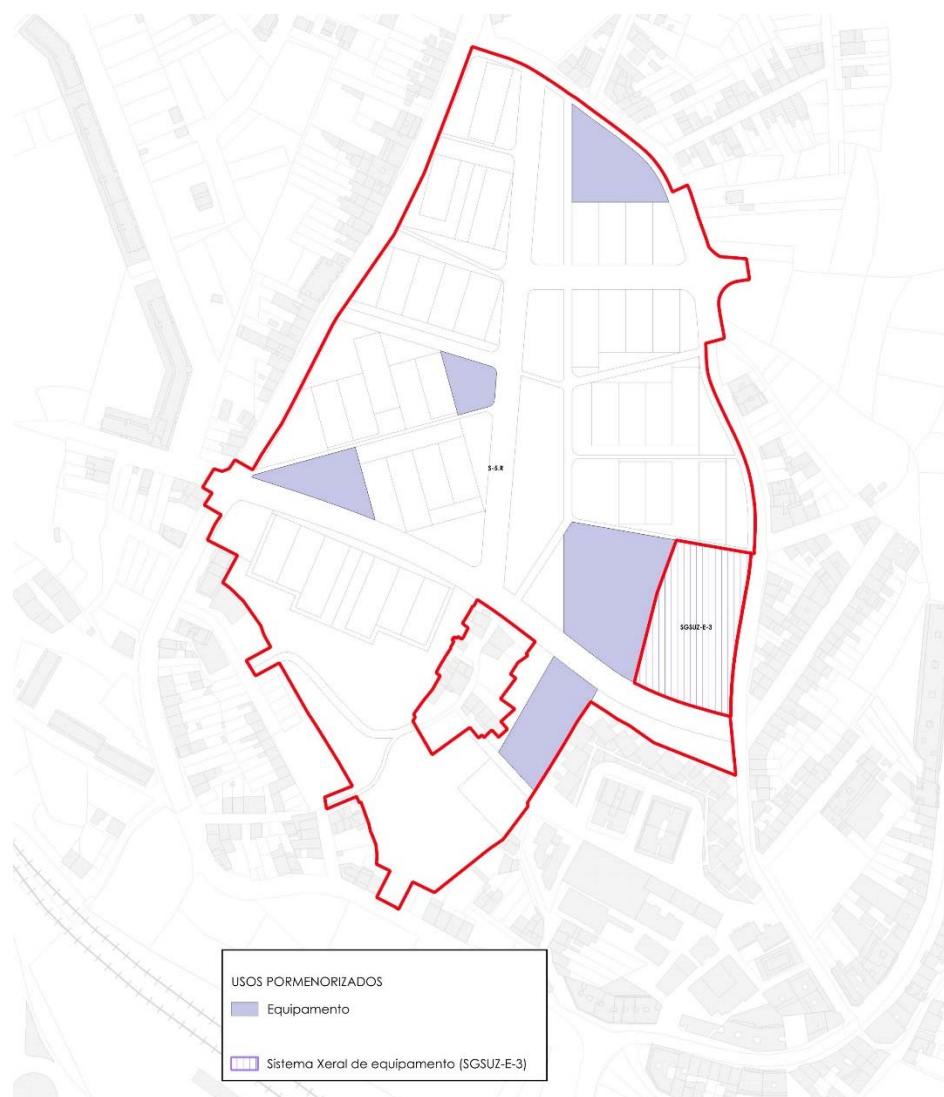 S-5.R
SGSUZ-E-3
USOS PORMENORIZADOS
Equipamento
Sistema Xeral de equipamento (SGSUZ-E-3)